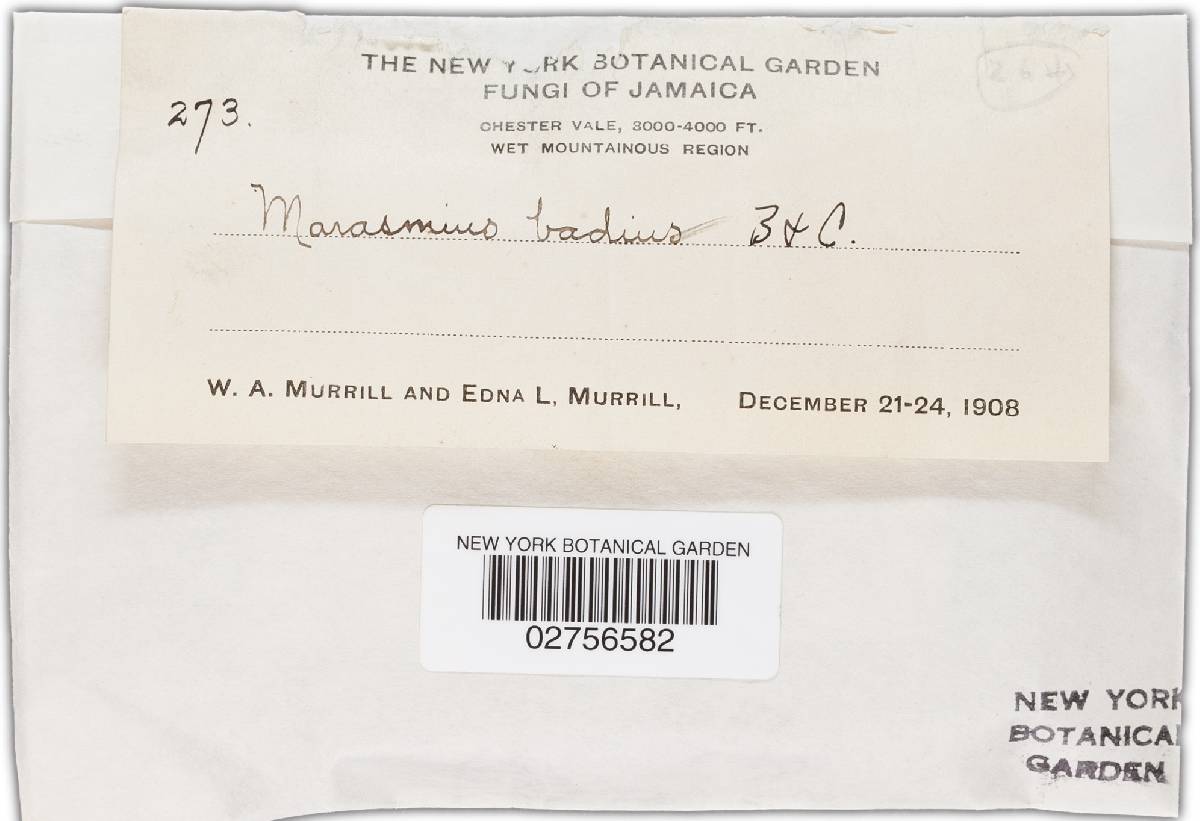 THE NEW YORK BOTANICAL GARDEN
FUNGI OF JAMAICA
273.
CHESTER VALE, 3000-4000 FT.
WET MOUNTAINOUS REGION
Marasmius badius B & C.
W. A. MURRILL AND EDNA L. MURRILL, DECEMBER 21-24, 1908
NEW YORK BOTANICAL GARDEN
02756582
NEW YORK
BOTANICAL
GARDEN